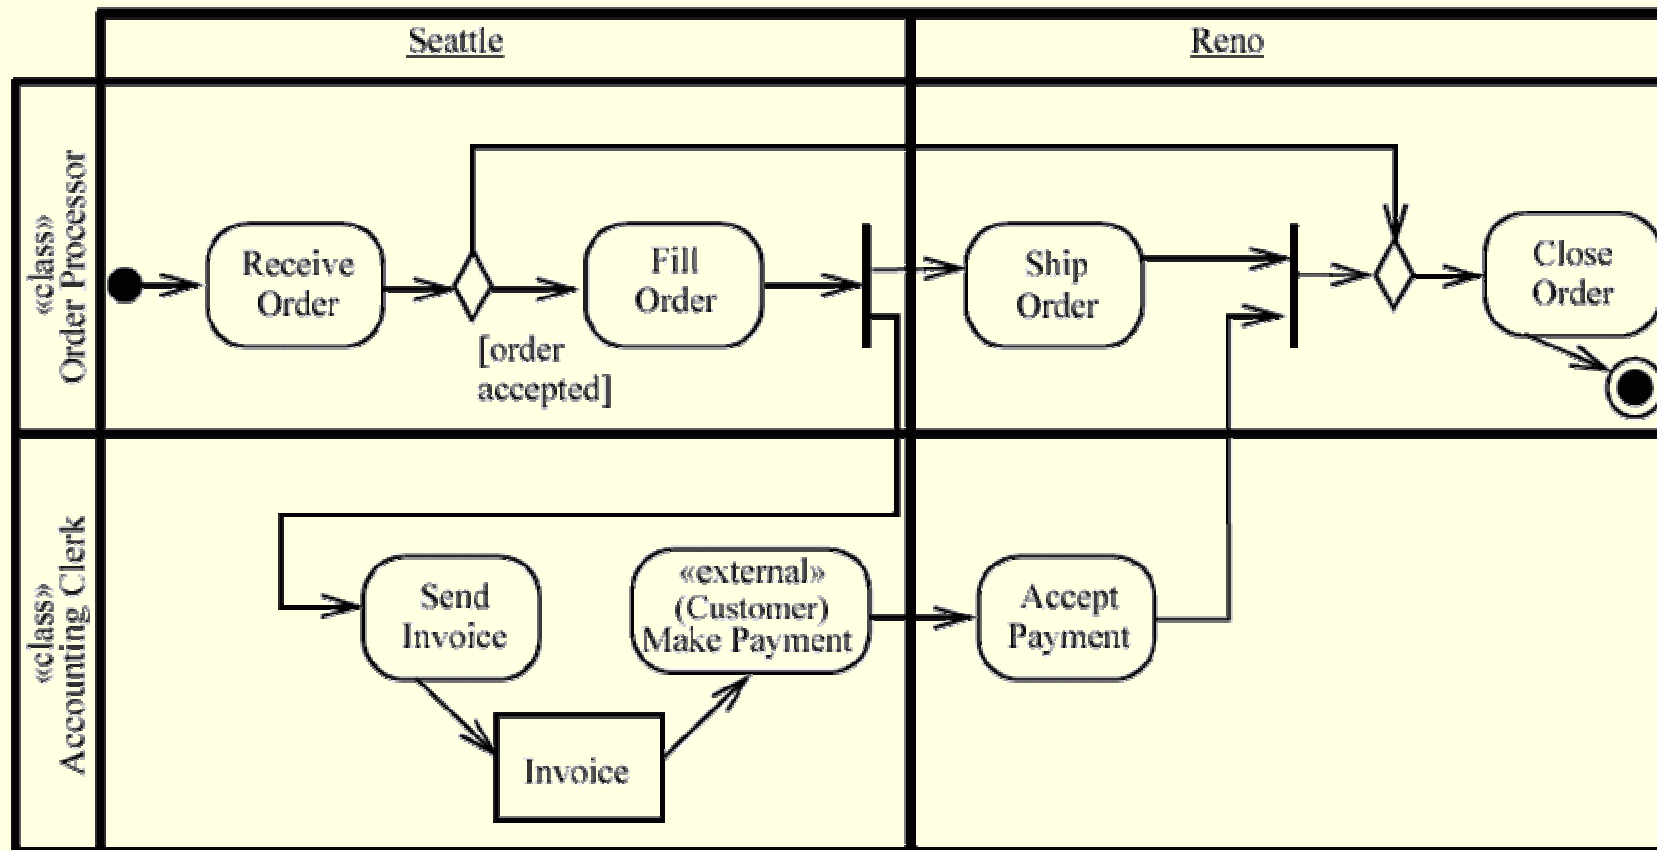 Seattle
Reno
«class»
Order Processor
Receive
Order
[order
accepted]
Fill
Order
Ship
Order
Close
Order
«class»
Accounting Clerk
Send
Invoice
Invoice
«external»
(Customer)
Make Payment
Accept
Payment